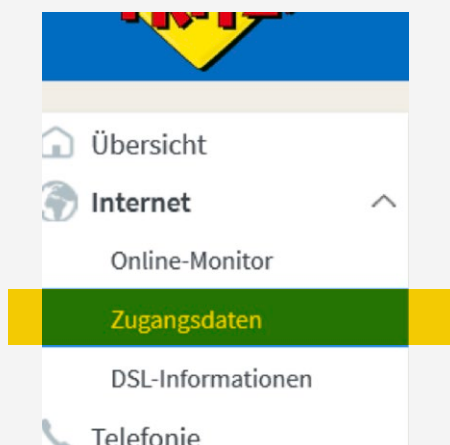 Übersicht
Internet
Online-Monitor
Zugangsdaten
DSL-Informationen
Telefonie